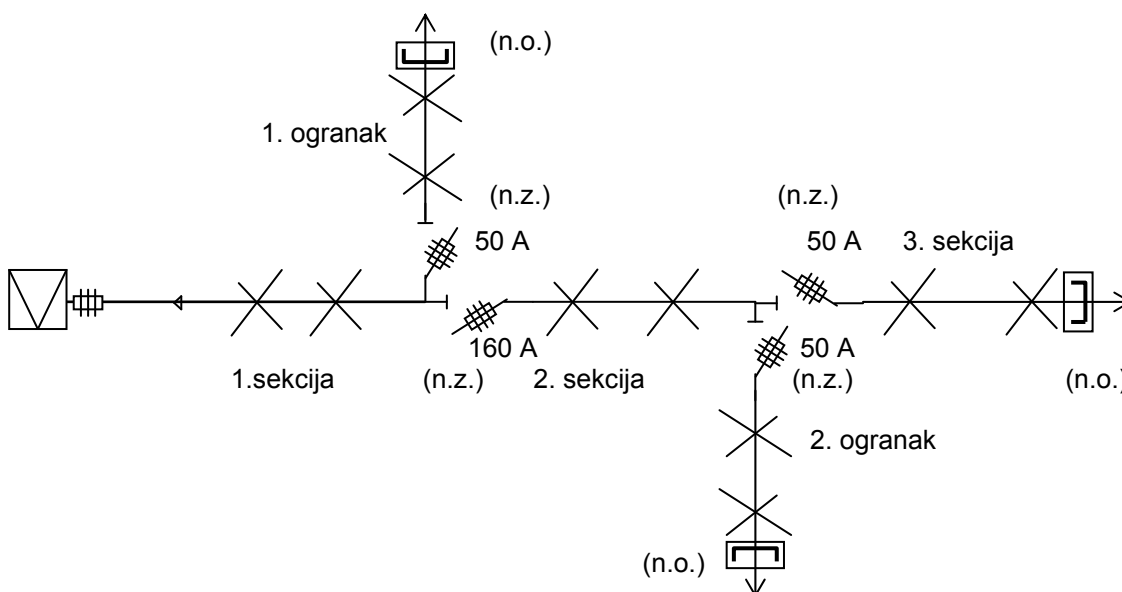 (n.o.)
1. ogranak
(n.z.)
(n.z.)
50 A
50 A
3. sekcija
160 A
50 A
1.sekcija
(n.z.)
2. sekcija
(n.z.)
(n.o.)
2. ogranak
(n.o.)